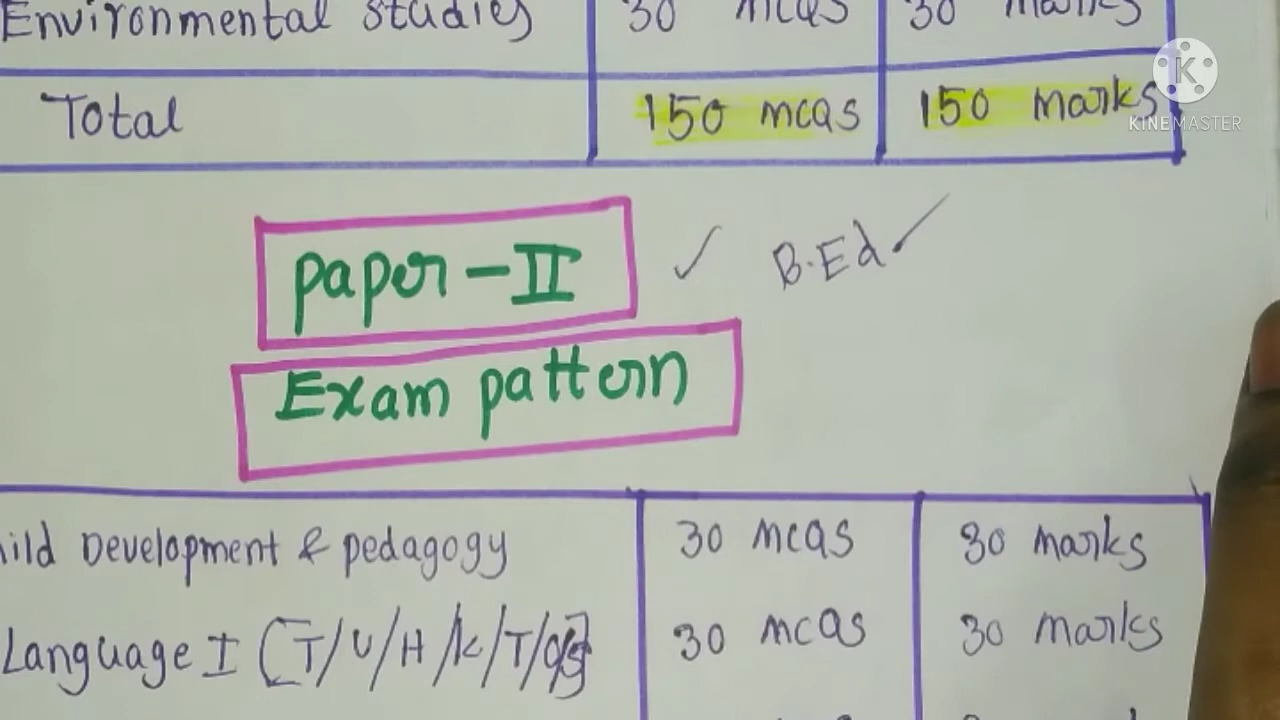 Environmental Studies 30 mcqs 30 marks
Total 150 mcqs 150 marks
KINEMASTER
paper-II ✓ B.Ed ✓
Exam pattern
ild Development & pedagogy 30 mcqs 30 marks
Language I [T/U/H/K/T/O/S] 30 mcqs 30 marks